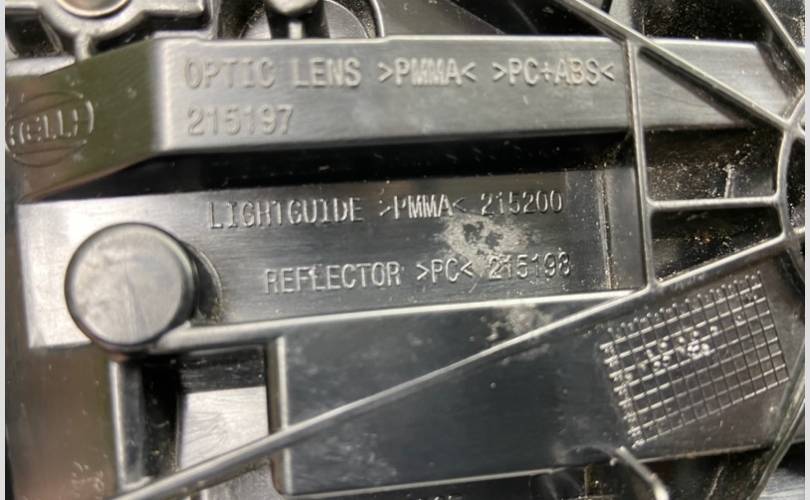 OPTIC LENS >PMMA< >PC+ABS<
215197
HELLA
LIGHTGUIDE >PMMA< 215200
REFLECTOR >PC< 215198